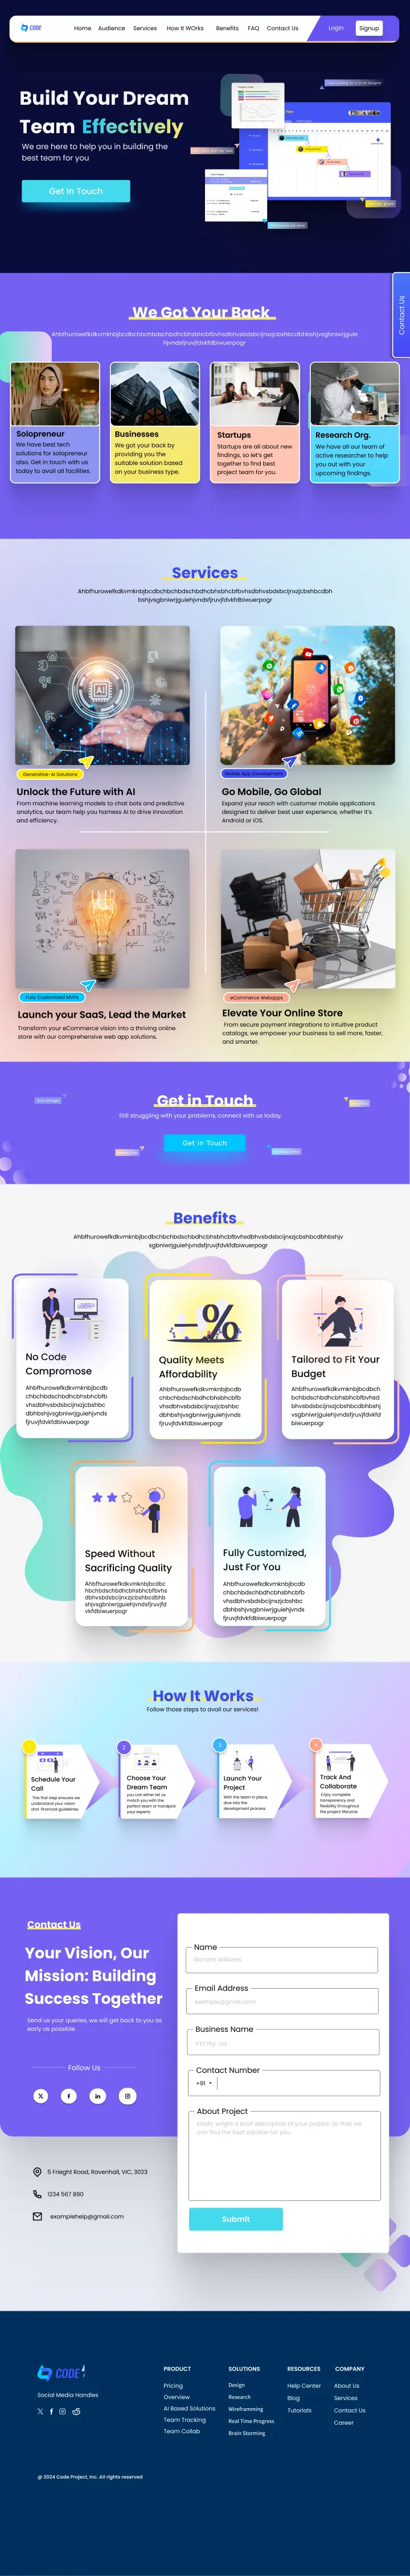 CODE
Home Audience Services How It WOrks Benefits FAQ Contact Us Login Signup
Build Your Dream
Team Effectively
We are here to help you in building the
best team for you
Get In Touch
Contact Us
We Got Your Back
Ahbfhurowefkdkvmknbjbcdbchbchbdschbdhcbhsbhcbfbvhsdbhvsbdsbcijnxzjcbshbcdbhbshjvsgbniwrjguie
hjvndsfjruvjfdvkfdbiwuerpogr
Solopreneur
We have best tech
solutions for solopreneur
also. Get in touch with us
today to avail all facilities.
Businesses
We got your back by
providing you the
suitable solution based
on your business type.
Startups
Startups are all about new
findings, so let's get
together to find best
project team for you.
Research Org.
We have all our team of
active researcher to help
you out with your
upcoming findings.
Services
Ahbfhurowefkdkvmknbjbcdbchbchbdschbdhcbhsbhcbfbvhsdbhvsbdsbcijnxzjcbshbcdbh
bshjvsgbniwrjguiehjvndsfjruvjfdvkfdbiwuerpogr
AI
Generative-AI Solutions
Unlock the Future with AI
From machine learning models to chat bots and predictive
analytics, our team help you harness AI to drive innovation
and efficiency.
Mobile App Development
Go Mobile, Go Global
Expand your reach with customer mobile applications
designed to deliver best user experience, whether it's
Android or iOS.
Fully Customized MVPs
Launch your SaaS, Lead the Market
Transform your eCommerce vision into a thriving online
store with our comprehensive web app solutions.
eCommerce Webapps
Elevate Your Online Store
From secure payment integrations to intuitive product
catalogs, we empower your business to sell more, faster,
and smarter.
Get in Touch
Still struggling with your problems, connect with us today.
Get in Touch
Benefits
Ahbfhurowefkdkvmknbjbcdbchbchbdschbdhcbhsbhcbfbvhsdbhvsbdsbcijnxzjcbshbcdbhbshjv
sgbniwrjguiehjvndsfjruvjfdvkfdbiwuerpogr
No Code
Compromose
Ahbfhurowefkdkvmknbjbcdb
chbchbdschbdhcbhsbhcbfb
vhsdbhvsbdsbcijnxzjcbshbc
dbhbshjvsgbniwrjguiehjvnds
fjruvjfdvkfdbiwuerpogr
-%
Quality Meets
Affordability
Ahbfhurowefkdkvmknbjbcdb
chbchbdschbdhcbhsbhcbfb
vhsdbhvsbdsbcijnxzjcbshbc
dbhbshjvsgbniwrjguiehjvnds
fjruvjfdvkfdbiwuerpogr
Tailored to Fit Your
Budget
Ahbfhurowefkdkvmknbjbcdbch
bchbdschbdhcbhsbhcbfbvhsdbh
vsbdsbcijnxzjcbshbcdbhbshj
vsgbniwrjguiehjvndsfjruvjfdvkfd
biwuerpogr
Speed Without
Sacrificing Quality
Ahbfhurowefkdkvmknbjbcdbc
hbchbdschbdhcbhsbhcbfbvhs
dbhvsbdsbcijnxzjcbshbcdbhb
shjvsgbniwrjguiehjvndsfjruvjfd
vkfdbiwuerpogr
Fully Customized,
Just For You
Ahbfhurowefkdkvmknbjbcdb
chbchbdschbdhcbhsbhcbfb
vhsdbhvsbdsbcijnxzjcbshbc
dbhbshjvsgbniwrjguiehjvnds
fjruvjfdvkfdbiwuerpogr
How It Works
Follow those steps to avail our services!
Schedule Your
Call
This first step ensures we
understand your vision
and financial guidelines.
2
Choose Your
Dream Team
you can either let us
match you with the
perfect team or handpick
your experts
3
Launch Your
Project
With the team in place,
dive into the
development process.
4
Track And
Collaborate
Enjoy complete
transparency and
flexibility throughout
the project lifecycle
Contact Us
Your Vision, Our
Mission: Building
Success Together
Send us your queries, we will get back to you as
early as possible
Follow Us
5 Frieght Road, Ravenhall, VIC, 3023
1234 567 890
examplehelp@gmail.com
Name
Richard Williams
Email Address
example@gmail.com
Business Name
XYZ Pty. Ltd.
Contact Number
+91
About Project
Kindly wright a brief description of your project. So that we
can find the best solution for you.
Submit
CODE
Social Media Handles
PRODUCT
Pricing
Overview
AI Based Solutions
Team Tracking
Team Collab
SOLUTIONS
Design
Research
Wireframming
Real Time Progress
Brain Storming
RESOURCES
Help Center
Blog
Tutorials
COMPANY
About Us
Services
Contact Us
Career
@ 2024 Code Project, Inc. All rights reserved